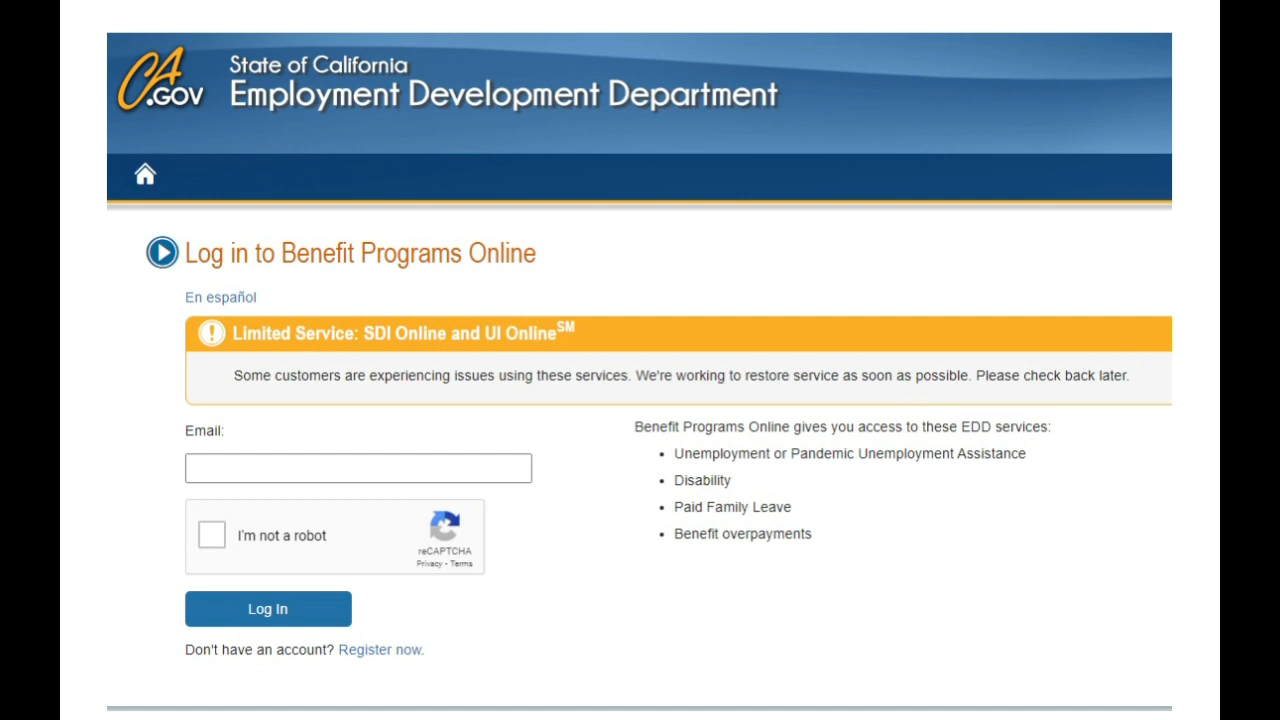 CA
.GOV
State of California
Employment Development Department
Log in to Benefit Programs Online
En español
Limited Service: SDI Online and UI OnlineSM
Some customers are experiencing issues using these services. We're working to restore service as soon as possible. Please check back later.
Email:
I'm not a robot
reCAPTCHA
Privacy - Terms
Log In
Don't have an account? Register now.
Benefit Programs Online gives you access to these EDD services:
• Unemployment or Pandemic Unemployment Assistance
• Disability
• Paid Family Leave
• Benefit overpayments